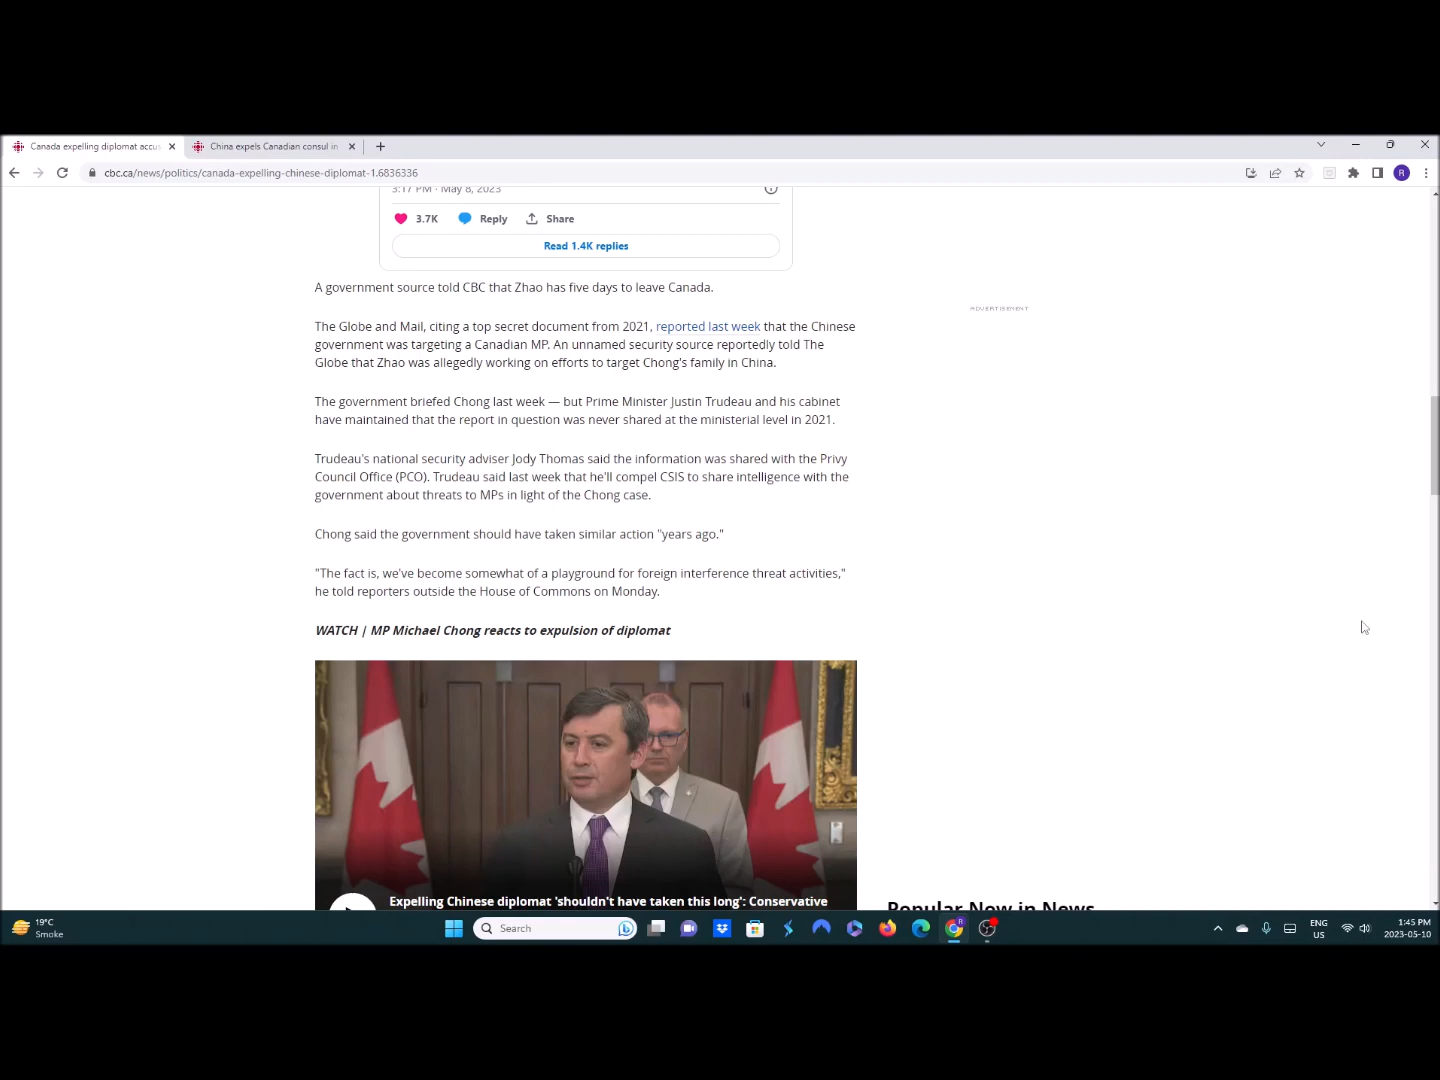 Canada expelling diplomat accus
China expels Canadian consul in
cbc.ca/news/politics/canada-expelling-chinese-diplomat-1.6836336
R
3:17 PM · May 8, 2023
3.7K Reply Share
Read 1.4K replies
A government source told CBC that Zhao has five days to leave Canada.
ADVERTISEMENT
The Globe and Mail, citing a top secret document from 2021, reported last week that the Chinese
government was targeting a Canadian MP. An unnamed security source reportedly told The
Globe that Zhao was allegedly working on efforts to target Chong's family in China.
The government briefed Chong last week — but Prime Minister Justin Trudeau and his cabinet
have maintained that the report in question was never shared at the ministerial level in 2021.
Trudeau's national security adviser Jody Thomas said the information was shared with the Privy
Council Office (PCO). Trudeau said last week that he'll compel CSIS to share intelligence with the
government about threats to MPs in light of the Chong case.
Chong said the government should have taken similar action "years ago."
"The fact is, we've become somewhat of a playground for foreign interference threat activities,"
he told reporters outside the House of Commons on Monday.
WATCH | MP Michael Chong reacts to expulsion of diplomat
Expelling Chinese diplomat 'shouldn't have taken this long': Conservative
Popular Now in News
19°C
Smoke
Search
ENG
US
1:45 PM
2023-05-10